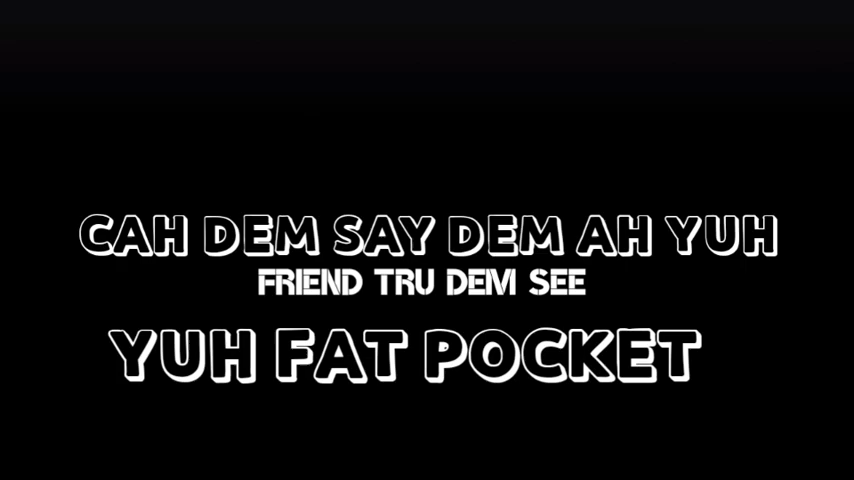 CAH DEM SAY DEM AH YUH
FRIEND TRU DEM SEE
YUH FAT POCKET